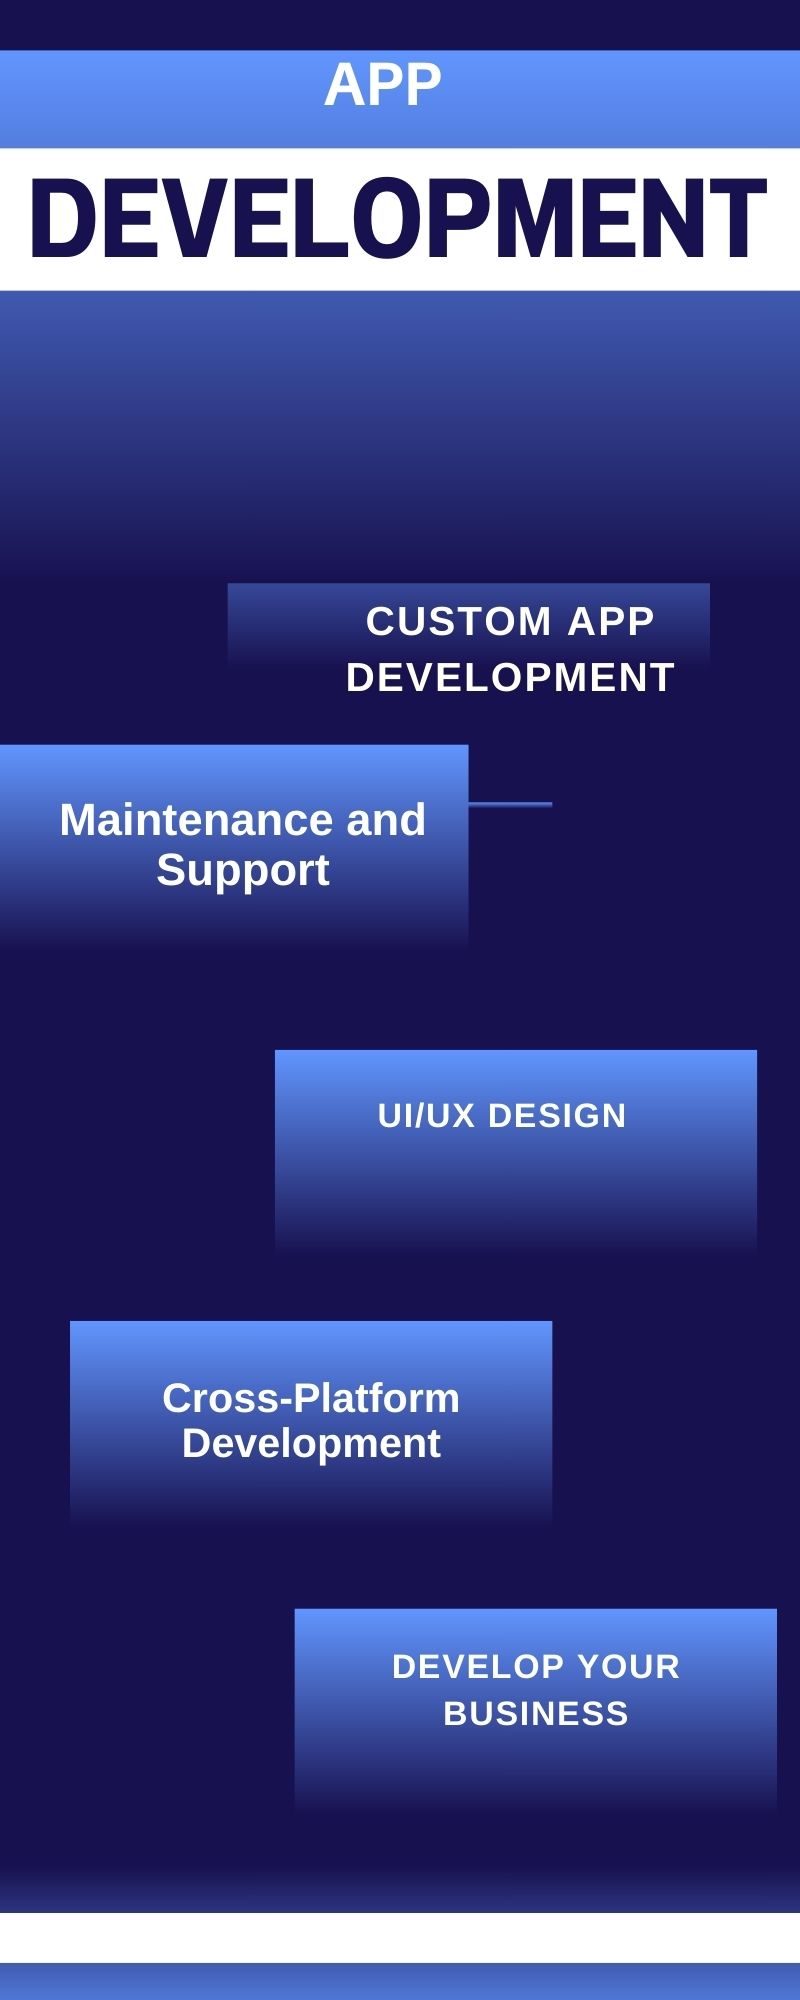 APP
DEVELOPMENT
CUSTOM APP
DEVELOPMENT
Maintenance and
Support
UI/UX DESIGN
Cross-Platform
Development
DEVELOP YOUR
BUSINESS